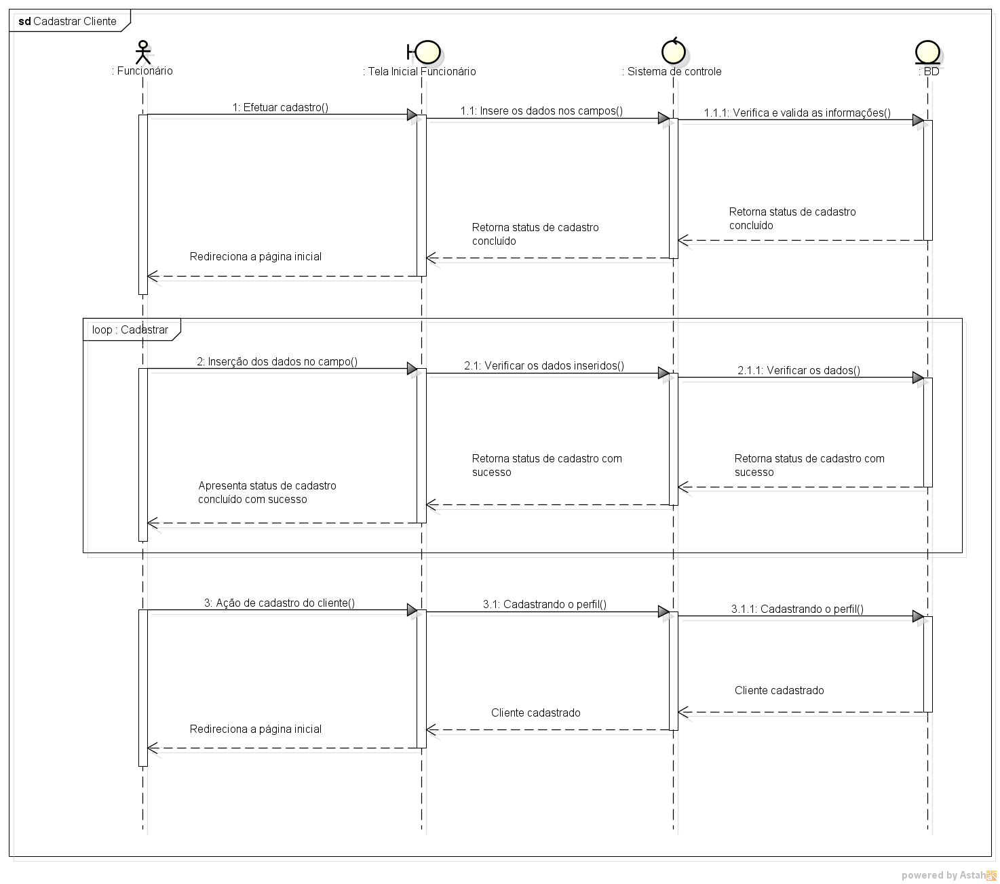 sd Cadastrar Cliente
: Funcionário
: Tela Inicial Funcionário
: Sistema de controle
: BD
1: Efetuar cadastro()
1.1: Insere os dados nos campos()
1.1.1: Verifica e valida as informações()
Retorna status de cadastro
concluído
Retorna status de cadastro
concluído
Redireciona a página inicial
loop : Cadastrar
2: Inserção dos dados no campo()
2.1: Verificar os dados inseridos()
2.1.1: Verificar os dados()
Retorna status de cadastro com
sucesso
Retorna status de cadastro com
sucesso
Apresenta status de cadastro
concluído com sucesso
3: Ação de cadastro do cliente()
3.1: Cadastrando o perfil()
3.1.1: Cadastrando o perfil()
Cliente cadastrado
Cliente cadastrado
Redireciona a página inicial
powered by Astah